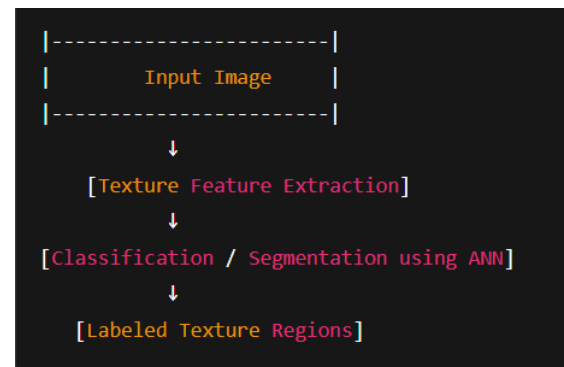 |------------------------|
|        Input Image     |
|------------------------|
↓
[Texture Feature Extraction]
↓
[Classification / Segmentation using ANN]
↓
[Labeled Texture Regions]